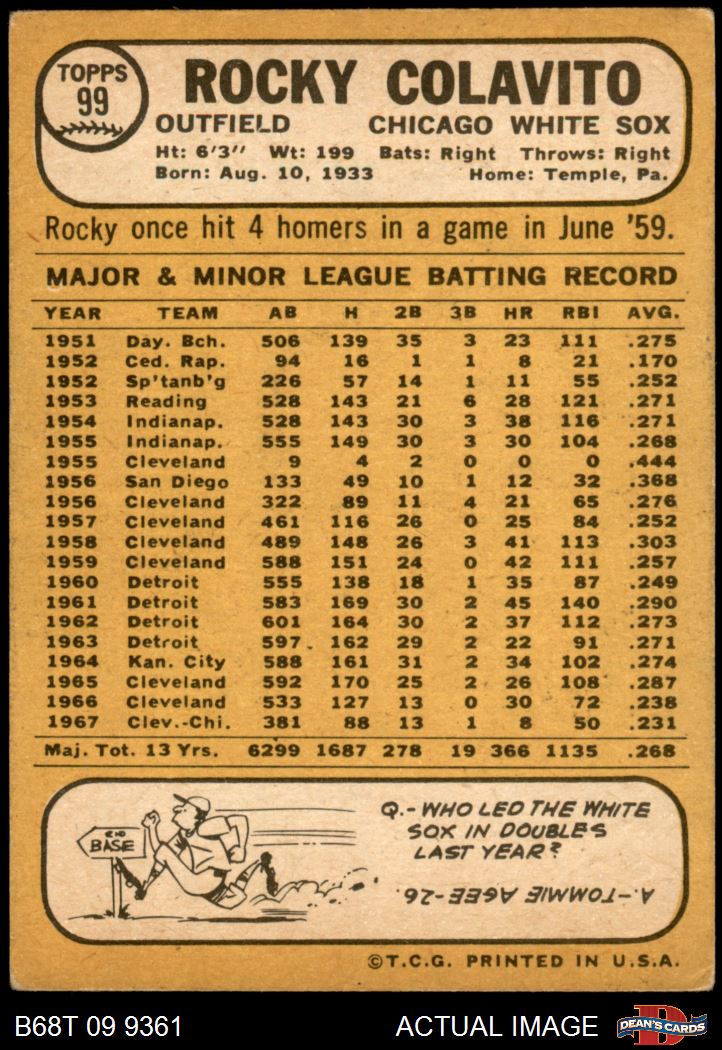 TOPPS
99
ROCKY COLAVITO
OUTFIELD CHICAGO WHITE SOX
Ht: 6'3" Wt: 199 Bats: Right Throws: Right
Born: Aug. 10, 1933 Home: Temple, Pa.
Rocky once hit 4 homers in a game in June '59.
MAJOR & MINOR LEAGUE BATTING RECORD
YEAR TEAM AB H 2B 3B HR RBI AVG.
1951 Day. Bch. 506 139 35 3 23 111 .275
1952 Ced. Rap. 94 16 1 1 8 21 .170
1952 Sp'tanb'g 226 57 14 1 11 55 .252
1953 Reading 528 143 21 6 28 121 .271
1954 Indianap. 528 143 30 3 38 116 .271
1955 Indianap. 555 149 30 3 30 104 .268
1955 Cleveland 9 4 2 0 0 0 .444
1956 San Diego 133 49 10 1 12 32 .368
1956 Cleveland 322 89 11 4 21 65 .276
1957 Cleveland 461 116 26 0 25 84 .252
1958 Cleveland 489 148 26 3 41 113 .303
1959 Cleveland 588 151 24 0 42 111 .257
1960 Detroit 555 138 18 1 35 87 .249
1961 Detroit 583 169 30 2 45 140 .290
1962 Detroit 601 164 30 2 37 112 .273
1963 Detroit 597 162 29 2 22 91 .271
1964 Kan. City 588 161 31 2 34 102 .274
1965 Cleveland 592 170 25 2 26 108 .287
1966 Cleveland 533 127 13 0 30 72 .238
1967 Clev.-Chi. 381 88 13 1 8 50 .231
Maj. Tot. 13 Yrs. 6299 1687 278 19 366 1135 .268
2ND
BASE
Q.- WHO LED THE WHITE
SOX IN DOUBLES
LAST YEAR?
A.-TOMMIE AGEE-26.
©T.C.G. PRINTED IN U.S.A.
B68T 09 9361 ACTUAL IMAGE D DEAN'S CARDS